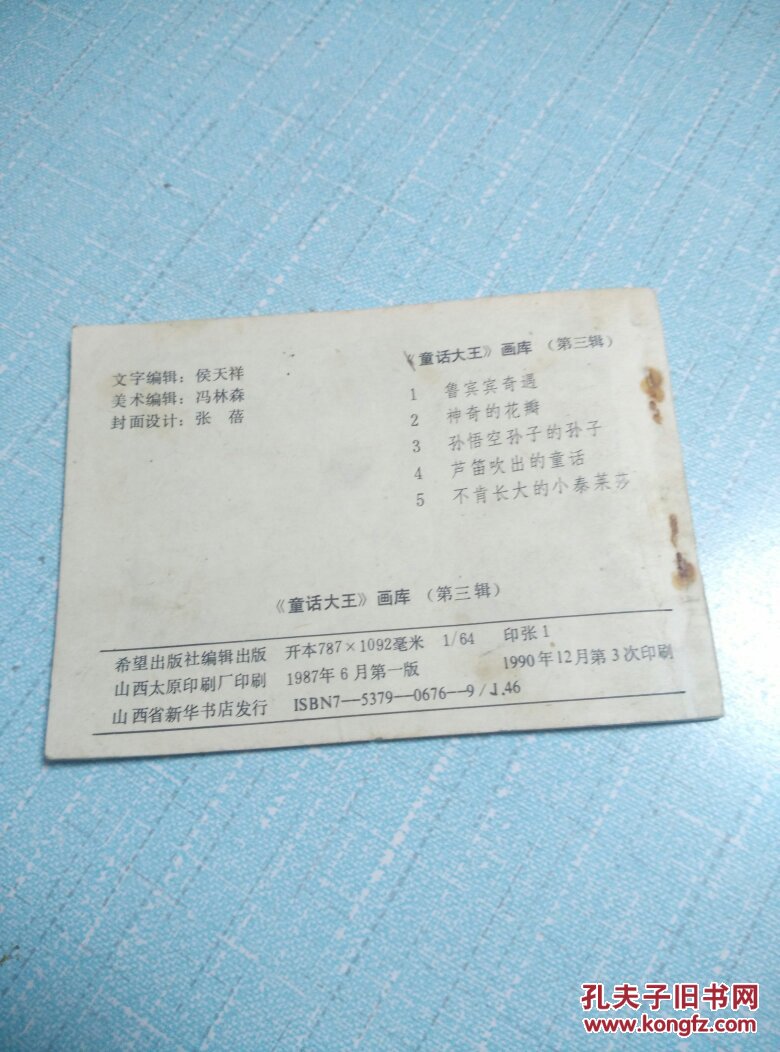 文字编辑：侯天祥
美术编辑：冯林森
封面设计：张 蓓
《童话大王》画库（第三辑）
1 鲁宾宾奇遇
2 神奇的花瓣
3 孙悟空孙子的孙子
4 芦笛吹出的童话
5 不肯长大的小泰莱莎
《童话大王》画库（第三辑）
希望出版社编辑出版 开本787×1092毫米 1/64 印张1
山西太原印刷厂印刷 1987年6月第一版 1990年12月第3次印刷
山西省新华书店发行 ISBN7—5379—0676—9/J.46
孔夫子旧书网
www.kongfz.com